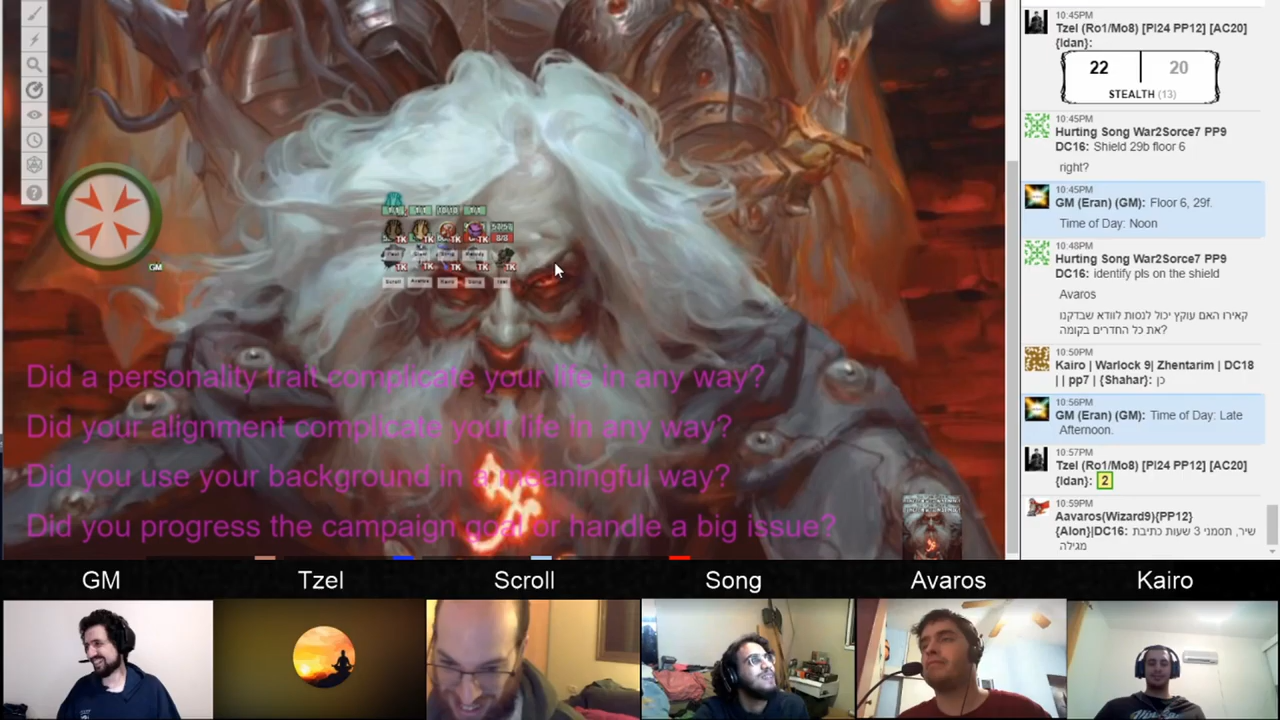 10:45PM
Tzel (Ro1/Mo8) [PI24 PP12] [AC20]
{Idan}:
22 20
STEALTH (13)
10:45PM
Hurting Song War2Sorce7 PP9
DC16: Shield 29b floor 6
right?
10:45PM
GM (Eran) (GM): Floor 6, 29f.
Time of Day: Noon
10:48PM
Hurting Song War2Sorce7 PP9
DC16: identify pls on the shield
Avaros
קאירו האם עוקץ יכול לנסות לוודא שבדקנו
את כל החדרים בקומה?
10:50PM
Kairo | Warlock 9| Zhentarim | DC18
| | pp7 | {Shahar}: כן
10:56PM
GM (Eran) (GM): Time of Day: Late
Afternoon.
10:57PM
Tzel (Ro1/Mo8) [PI24 PP12] [AC20]
{Idan}: 2
10:59PM
Aavaros(Wizard9){PP12}
{Alon}|DC16: שיר, תסמני 3 שעות כתיבת
מגילה
GM
Did a personality trait complicate your life in any way?
Did your alignment complicate your life in any way?
Did you use your background in a meaningful way?
Did you progress the campaign goal or handle a big issue?
GM Tzel Scroll Song Avaros Kairo